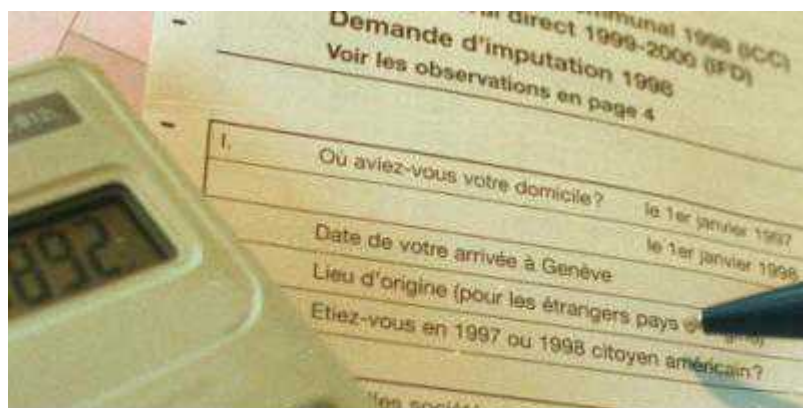 communal 1998 (ICC)
direct 1999-2000 (IFD)
Demande d'imputation 1998
Voir les observations en page 4
1. Où aviez-vous votre domicile? le 1er janvier 1997
le 1er janvier 1998
Date de votre arrivée à Genève
Lieu d'origine (pour les étrangers pays
Etiez-vous en 1997 ou 1998 citoyen américain?
892